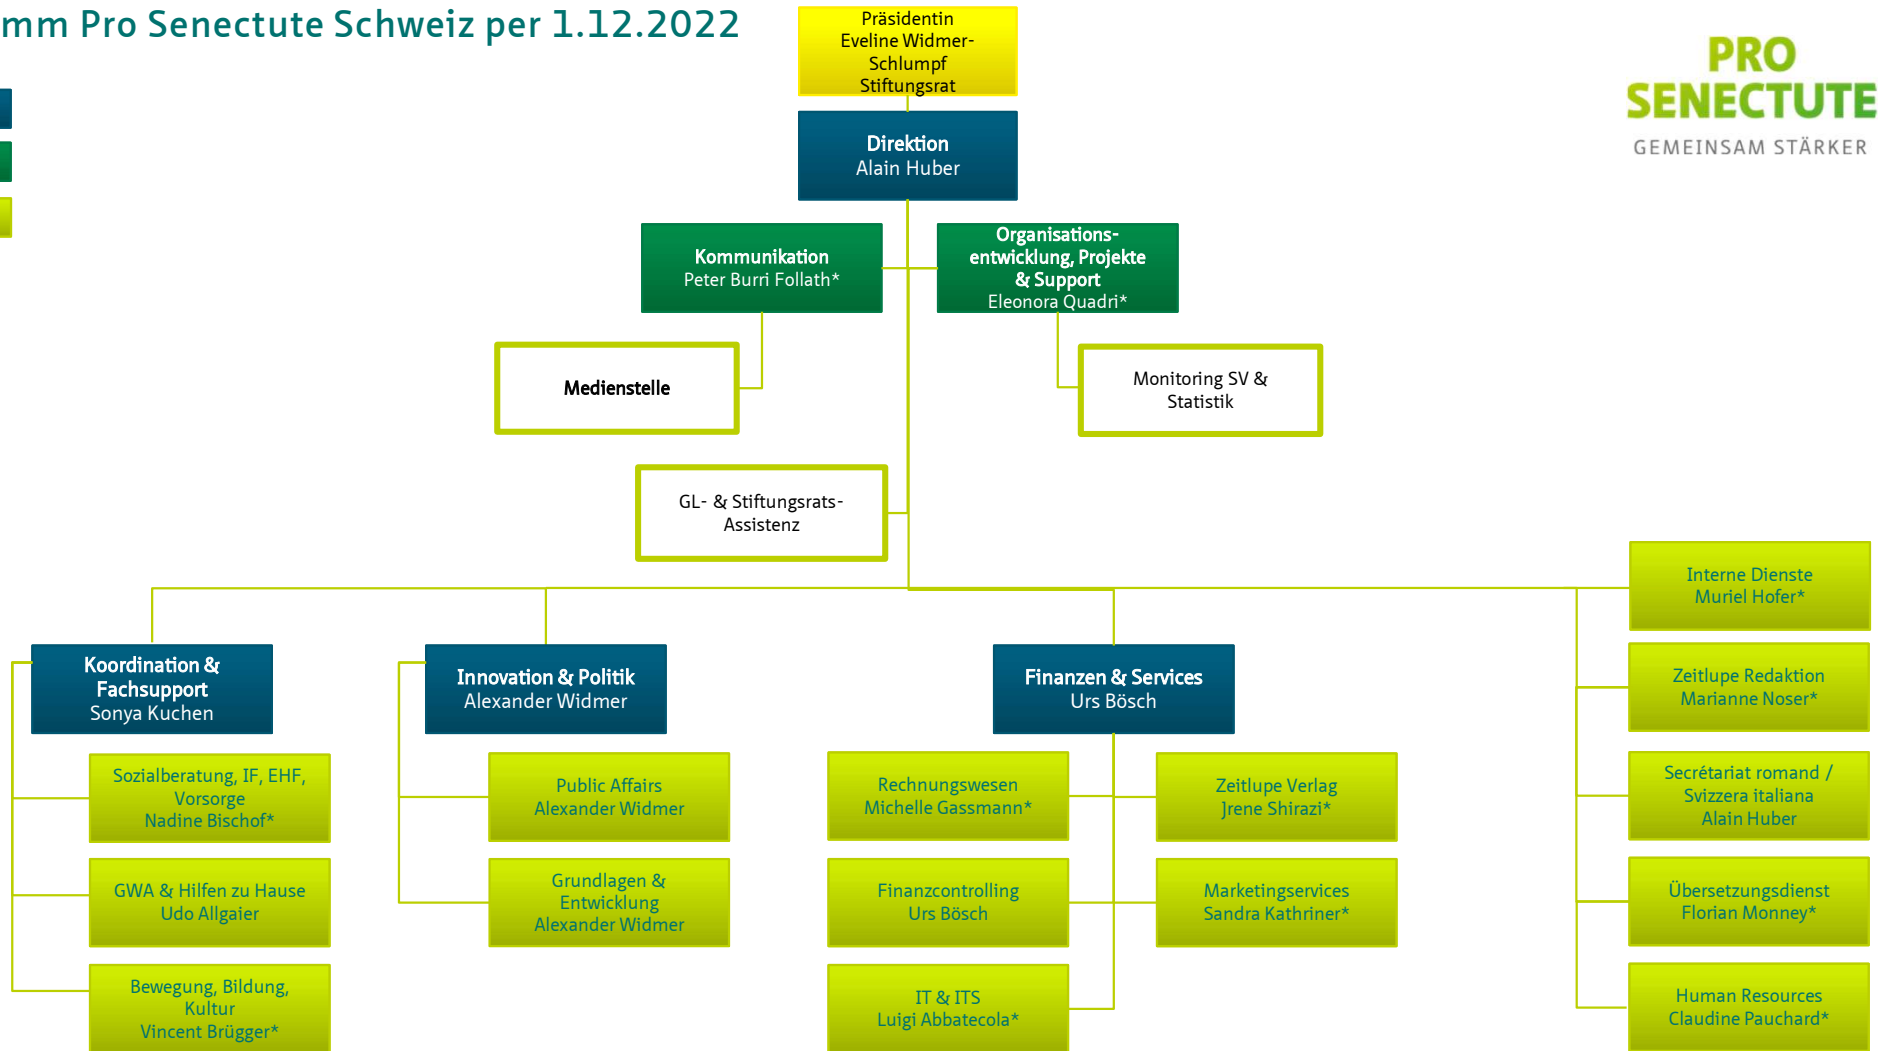 mm Pro Senectute Schweiz per 1.12.2022
Präsidentin
Eveline Widmer-
Schlumpf
Stiftungsrat
PRO
SENECTUTE
GEMEINSAM STÄRKER
Direktion
Alain Huber
Kommunikation
Peter Burri Follath*
Organisations-
entwicklung, Projekte
& Support
Eleonora Quadri*
Medienstelle
Monitoring SV &
Statistik
GL- & Stiftungsrats-
Assistenz
Koordination &
Fachsupport
Sonya Kuchen
Sozialberatung, IF, EHF,
Vorsorge
Nadine Bischof*
GWA & Hilfen zu Hause
Udo Allgaier
Bewegung, Bildung,
Kultur
Vincent Brügger*
Innovation & Politik
Alexander Widmer
Public Affairs
Alexander Widmer
Grundlagen &
Entwicklung
Alexander Widmer
Finanzen & Services
Urs Bösch
Rechnungswesen
Michelle Gassmann*
Finanzcontrolling
Urs Bösch
IT & ITS
Luigi Abbatecola*
Zeitlupe Verlag
Jrene Shirazi*
Marketingservices
Sandra Kathriner*
Interne Dienste
Muriel Hofer*
Zeitlupe Redaktion
Marianne Noser*
Secrétariat romand /
Svizzera italiana
Alain Huber
Übersetzungsdienst
Florian Monney*
Human Resources
Claudine Pauchard*